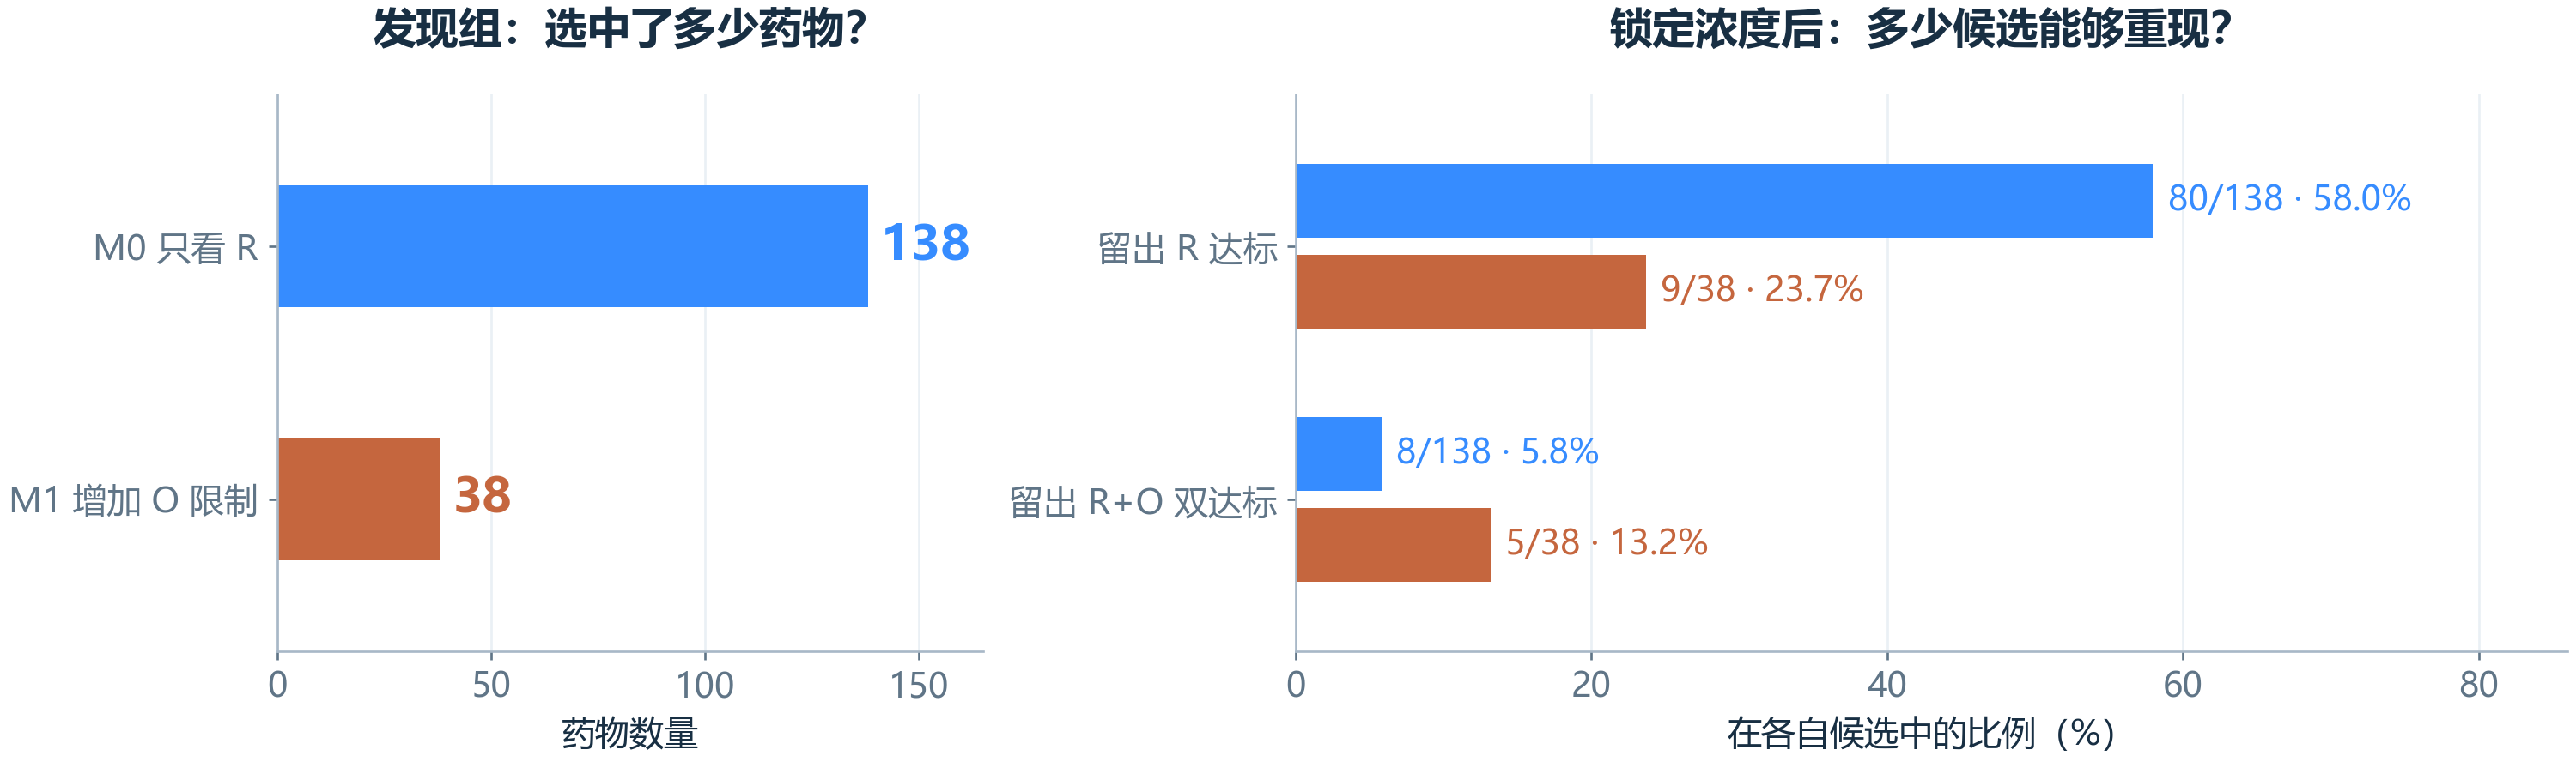 发现组：选中了多少药物？
M0 只看 R
138
M1 增加 O 限制
38
0
50
100
150
药物数量
锁定浓度后：多少候选能够重现？
留出 R 达标
80/138 · 58.0%
9/38 · 23.7%
留出 R+O 双达标
8/138 · 5.8%
5/38 · 13.2%
0
20
40
60
80
在各自候选中的比例（%）